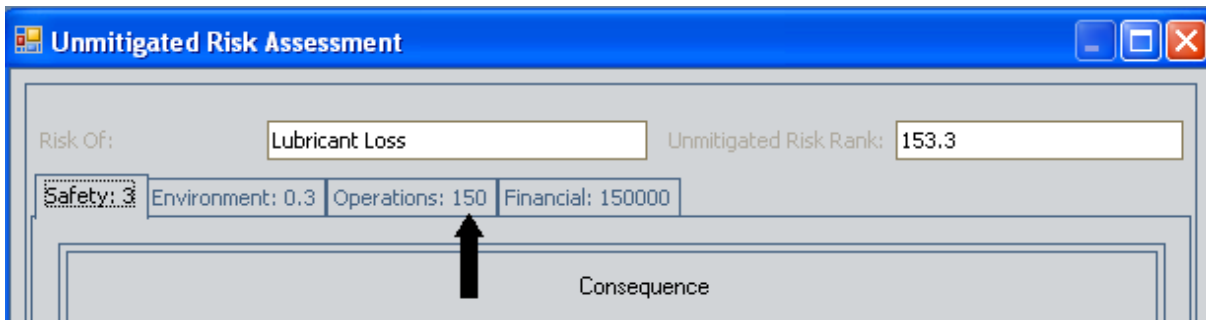 Unmitigated Risk Assessment
Risk Of: Lubricant Loss Unmitigated Risk Rank: 153.3
Safety: 3 Environment: 0.3 Operations: 150 Financial: 150000
Consequence